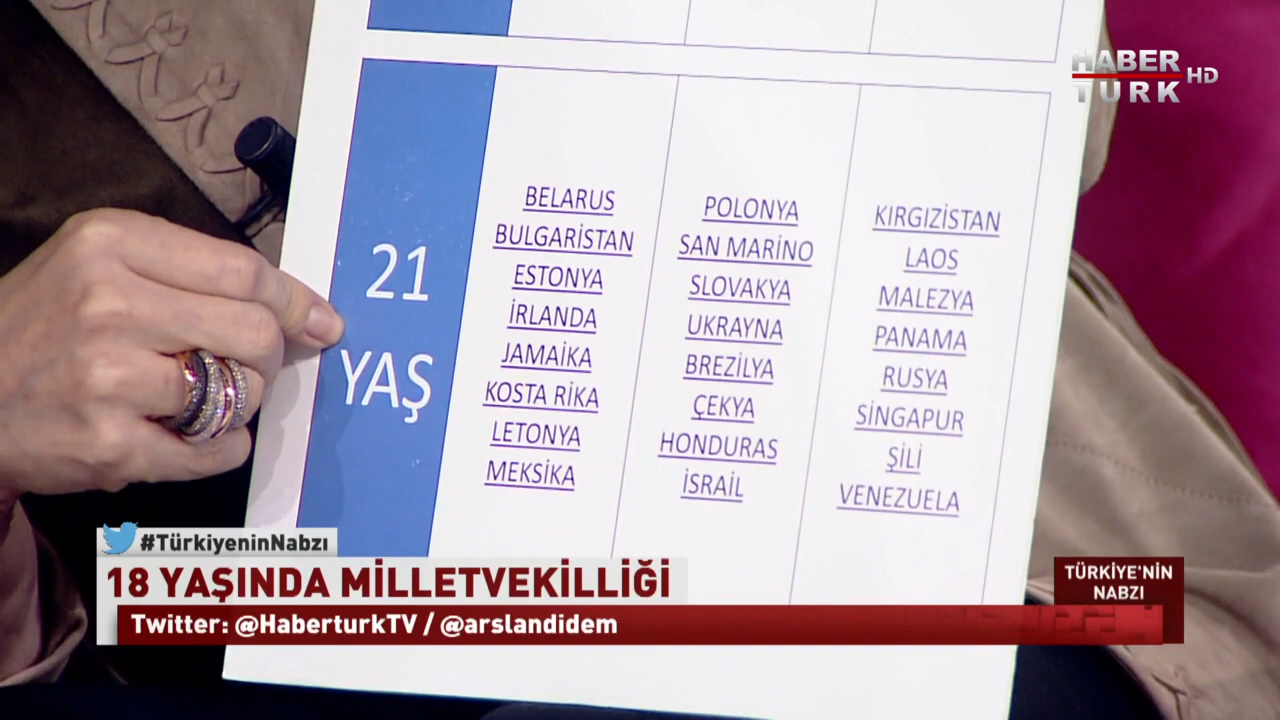 HABER
TURK HD
21
YAŞ
BELARUS
BULGARİSTAN
ESTONYA
İRLANDA
JAMAİKA
KOSTA RİKA
LETONYA
MEKSİKA
POLONYA
SAN MARİNO
SLOVAKYA
UKRAYNA
BREZİLYA
ÇEKYA
HONDURAS
İSRAİL
KIRGIZİSTAN
LAOS
MALEZYA
PANAMA
RUSYA
SİNGAPUR
ŞİLİ
VENEZUELA
#TürkiyeninNabzı
18 YAŞINDA MİLLETVEKİLLİĞİ
Twitter: @HaberturkTV / @arslandidem
TÜRKİYE'NİN
NABZI